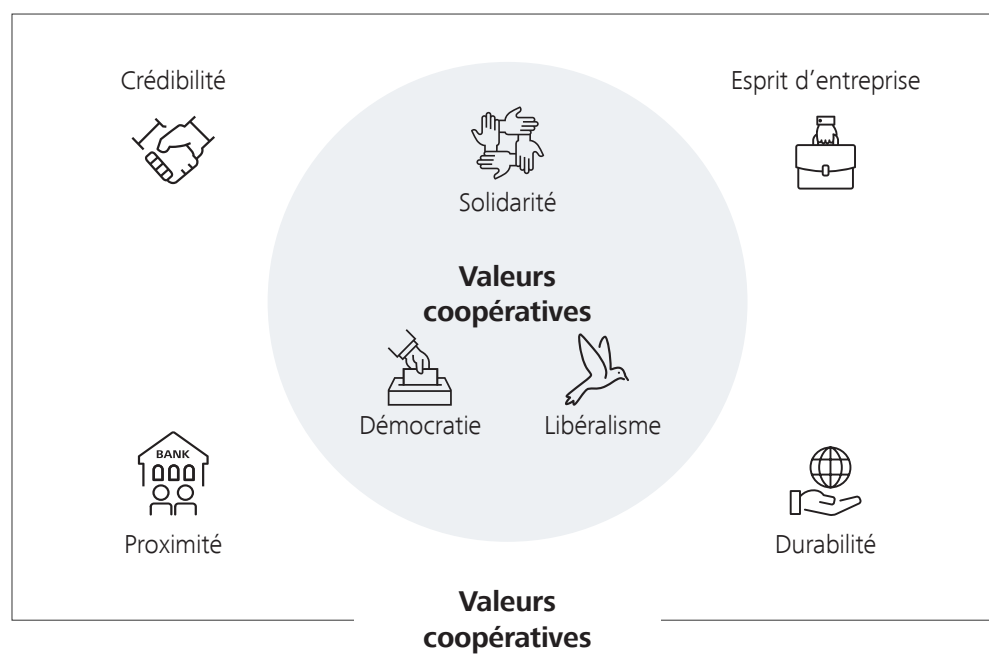 Crédibilité
Esprit d'entreprise
Solidarité
Valeurs
coopératives
Démocratie
Libéralisme
BANK
Proximité
Durabilité
Valeurs
coopératives